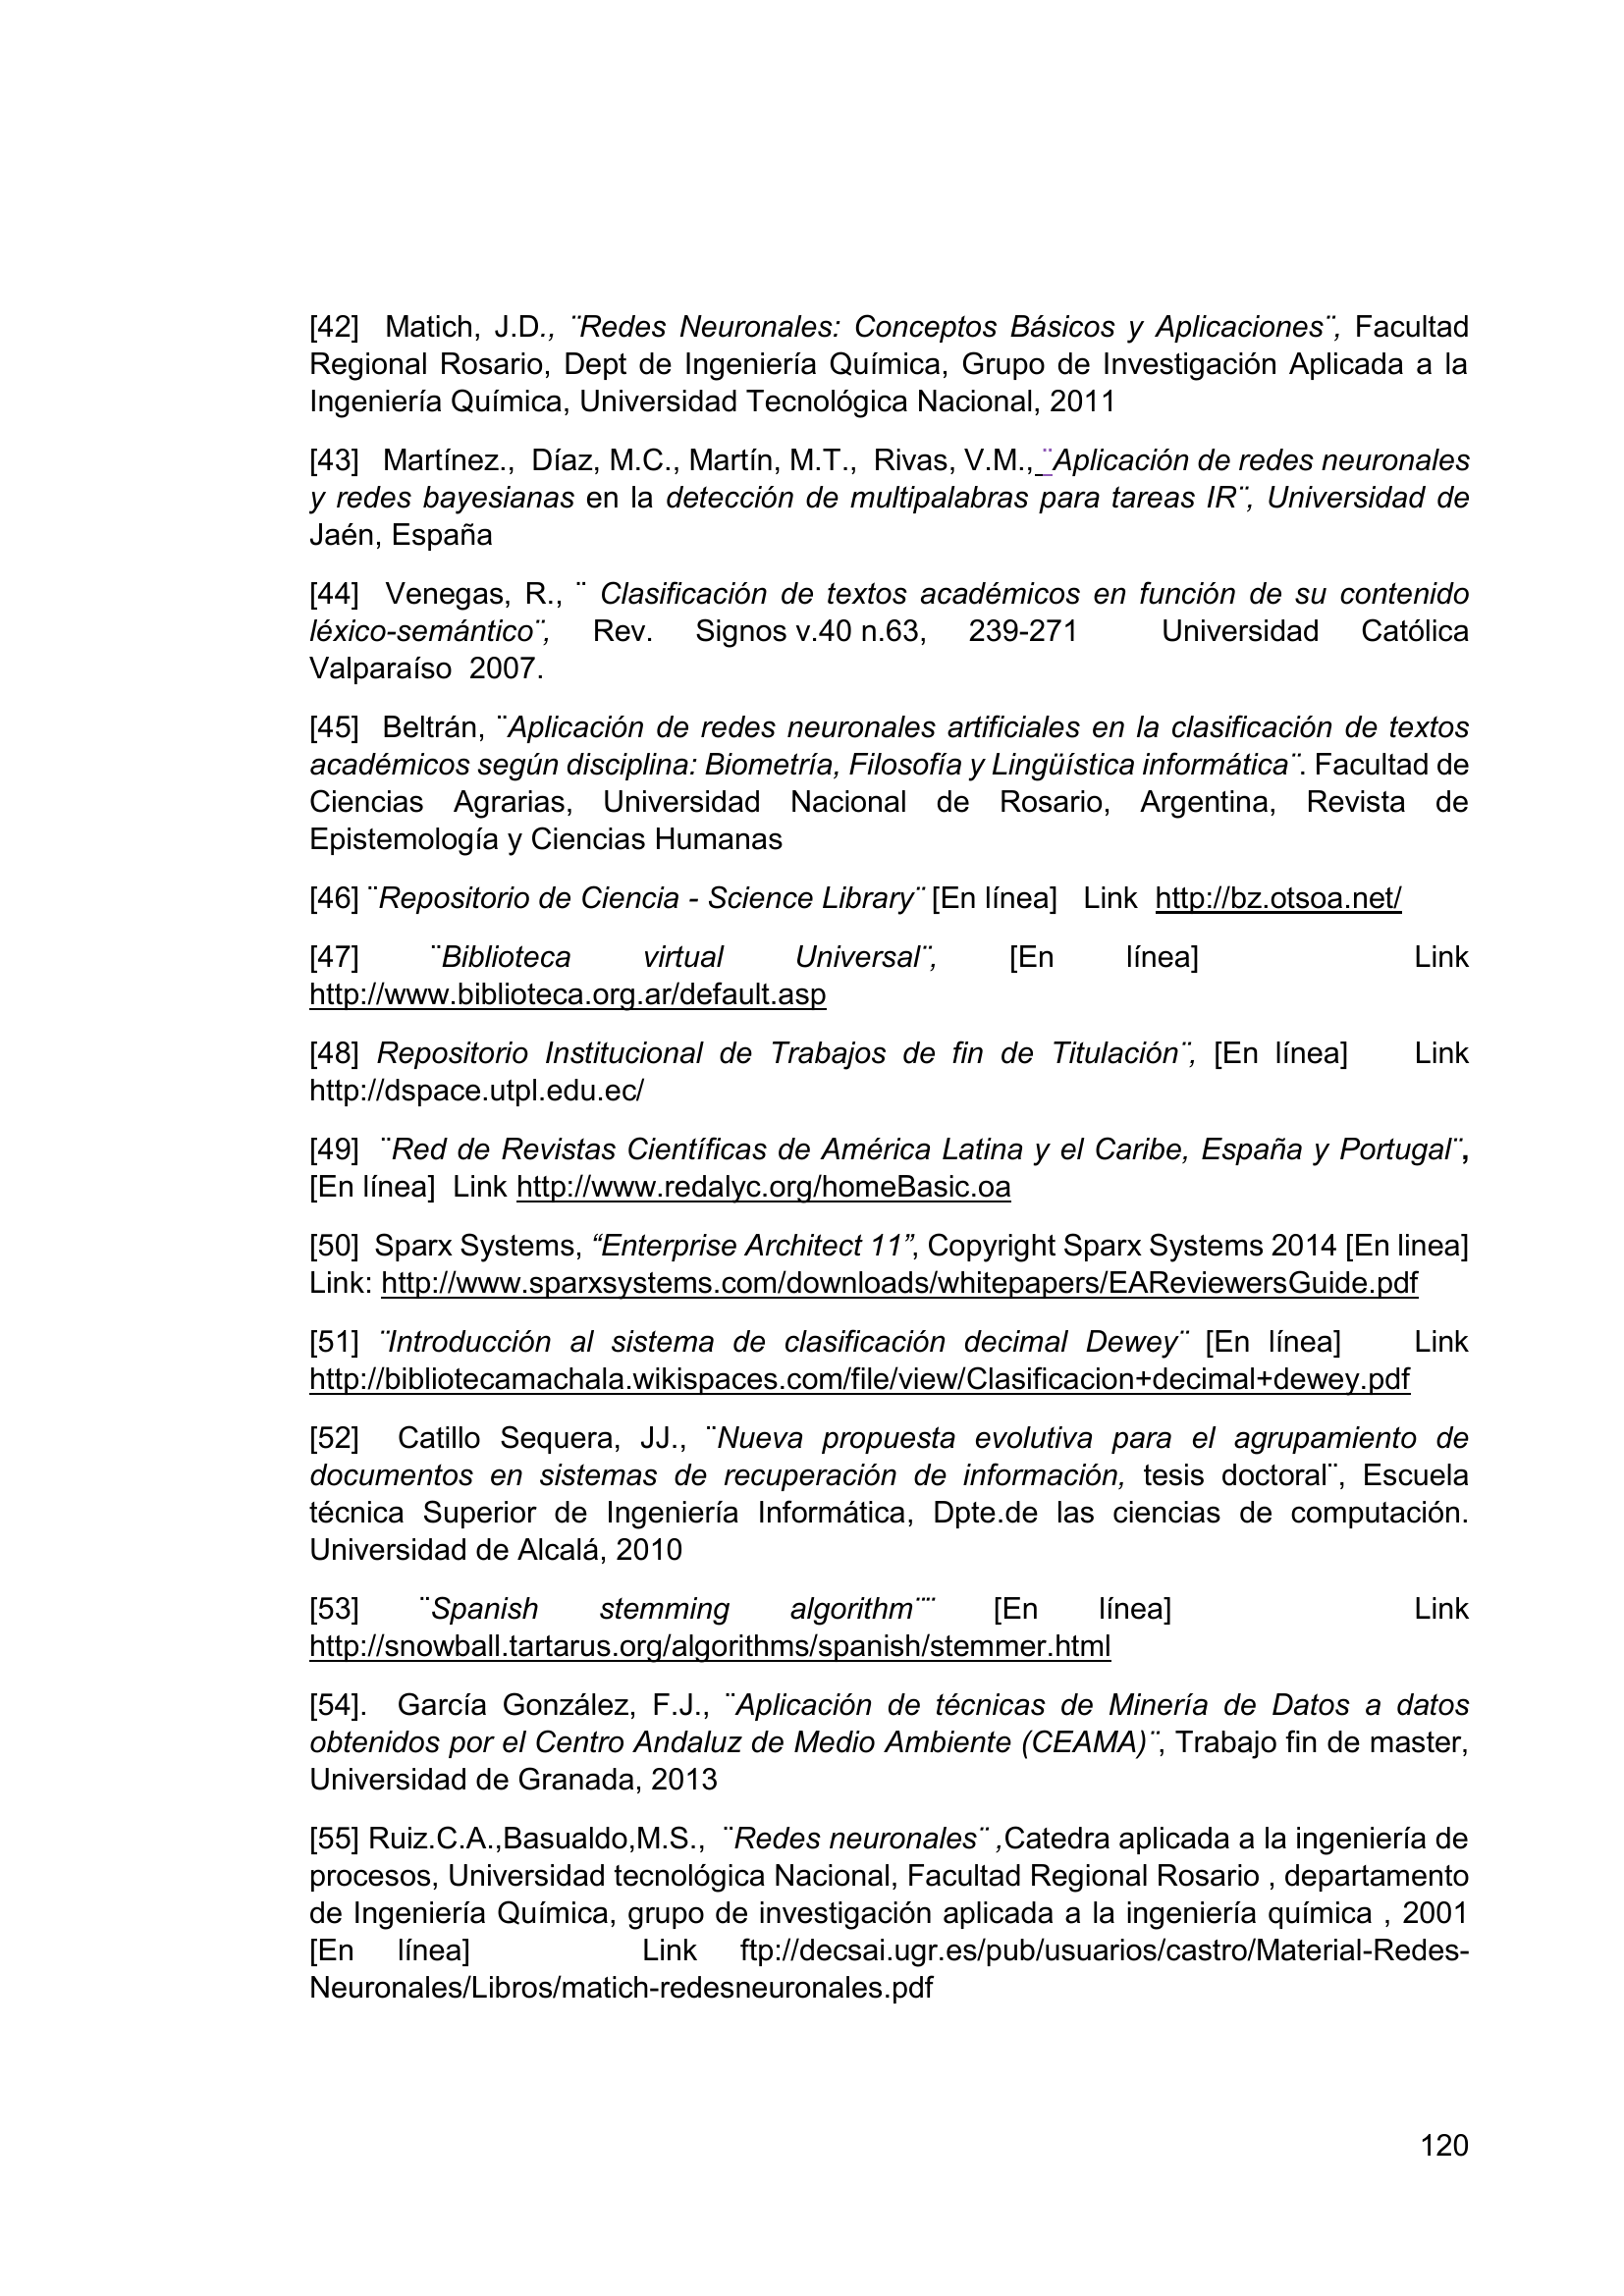 [42] Matich, J.D., ¨Redes Neuronales: Conceptos Básicos y Aplicaciones¨, Facultad
Regional Rosario, Dept de Ingeniería Química, Grupo de Investigación Aplicada a la
Ingeniería Química, Universidad Tecnológica Nacional, 2011
[43] Martínez., Díaz, M.C., Martín, M.T., Rivas, V.M., ¨Aplicación de redes neuronales
y redes bayesianas en la detección de multipalabras para tareas IR¨, Universidad de
Jaén, España
[44] Venegas, R., ¨ Clasificación de textos académicos en función de su contenido
léxico-semántico¨, Rev. Signos v.40 n.63, 239-271 Universidad Católica
Valparaíso 2007.
[45] Beltrán, ¨Aplicación de redes neuronales artificiales en la clasificación de textos
académicos según disciplina: Biometría, Filosofía y Lingüística informática¨. Facultad de
Ciencias Agrarias, Universidad Nacional de Rosario, Argentina, Revista de
Epistemología y Ciencias Humanas
[46] ¨Repositorio de Ciencia - Science Library¨ [En línea] Link http://bz.otsoa.net/
[47] ¨Biblioteca virtual Universal¨, [En línea] Link
http://www.biblioteca.org.ar/default.asp
[48] Repositorio Institucional de Trabajos de fin de Titulación¨, [En línea] Link
http://dspace.utpl.edu.ec/
[49] ¨Red de Revistas Científicas de América Latina y el Caribe, España y Portugal¨,
[En línea] Link http://www.redalyc.org/homeBasic.oa
[50] Sparx Systems, “Enterprise Architect 11”, Copyright Sparx Systems 2014 [En linea]
Link: http://www.sparxsystems.com/downloads/whitepapers/EAReviewersGuide.pdf
[51] ¨Introducción al sistema de clasificación decimal Dewey¨ [En línea] Link
http://bibliotecamachala.wikispaces.com/file/view/Clasificacion+decimal+dewey.pdf
[52] Catillo Sequera, JJ., ¨Nueva propuesta evolutiva para el agrupamiento de
documentos en sistemas de recuperación de información, tesis doctoral¨, Escuela
técnica Superior de Ingeniería Informática, Dpte.de las ciencias de computación.
Universidad de Alcalá, 2010
[53] ¨Spanish stemming algorithm¨¨ [En línea] Link
http://snowball.tartarus.org/algorithms/spanish/stemmer.html
[54]. García González, F.J., ¨Aplicación de técnicas de Minería de Datos a datos
obtenidos por el Centro Andaluz de Medio Ambiente (CEAMA)¨, Trabajo fin de master,
Universidad de Granada, 2013
[55] Ruiz.C.A.,Basualdo,M.S., ¨Redes neuronales¨ ,Catedra aplicada a la ingeniería de
procesos, Universidad tecnológica Nacional, Facultad Regional Rosario , departamento
de Ingeniería Química, grupo de investigación aplicada a la ingeniería química , 2001
[En línea] Link ftp://decsai.ugr.es/pub/usuarios/castro/Material-Redes-
Neuronales/Libros/matich-redesneuronales.pdf
120